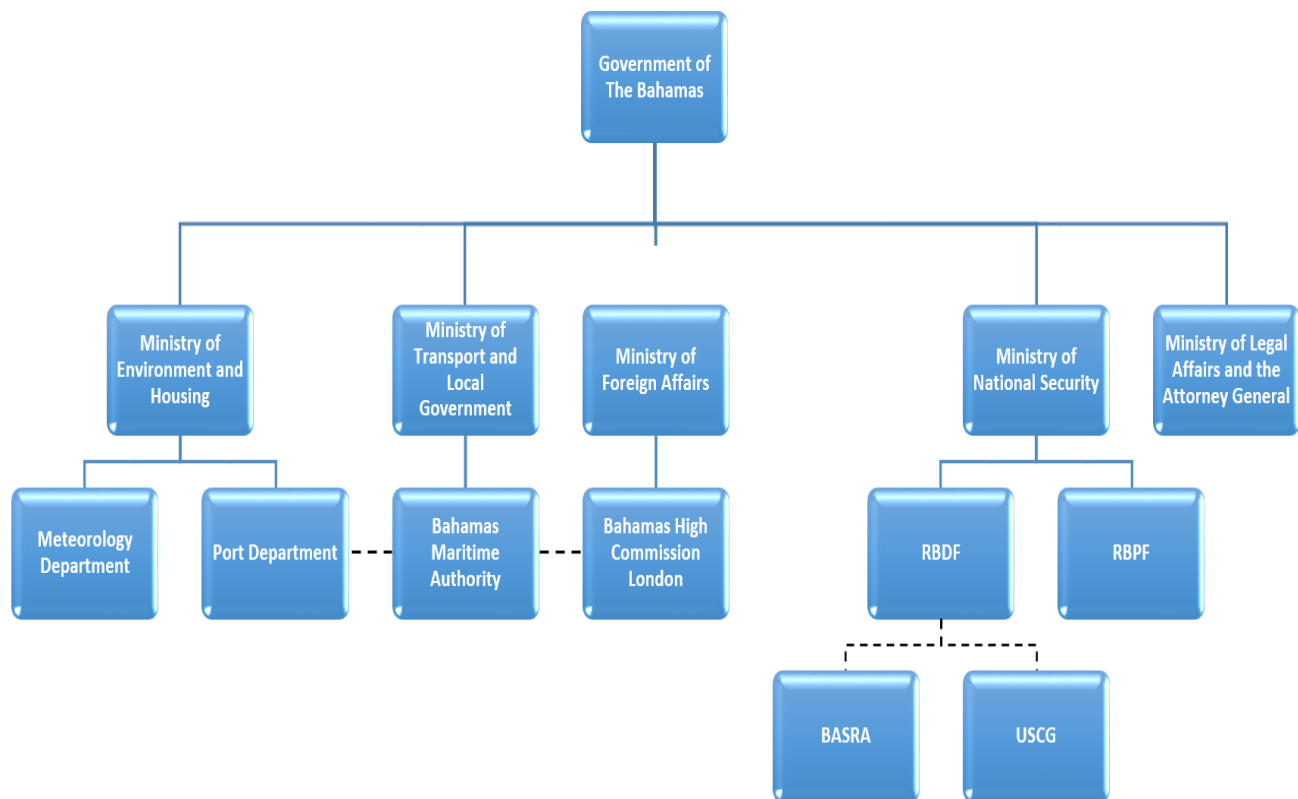 Government of
The Bahamas
Ministry of
Environment and
Housing
Ministry of
Transport and
Local
Government
Ministry of
Foreign Affairs
Ministry of
National Security
Ministry of Legal
Affairs and the
Attorney General
Meteorology
Department
Port Department
Bahamas
Maritime
Authority
Bahamas High
Commission
London
RBDF
RBPF
BASRA
USCG